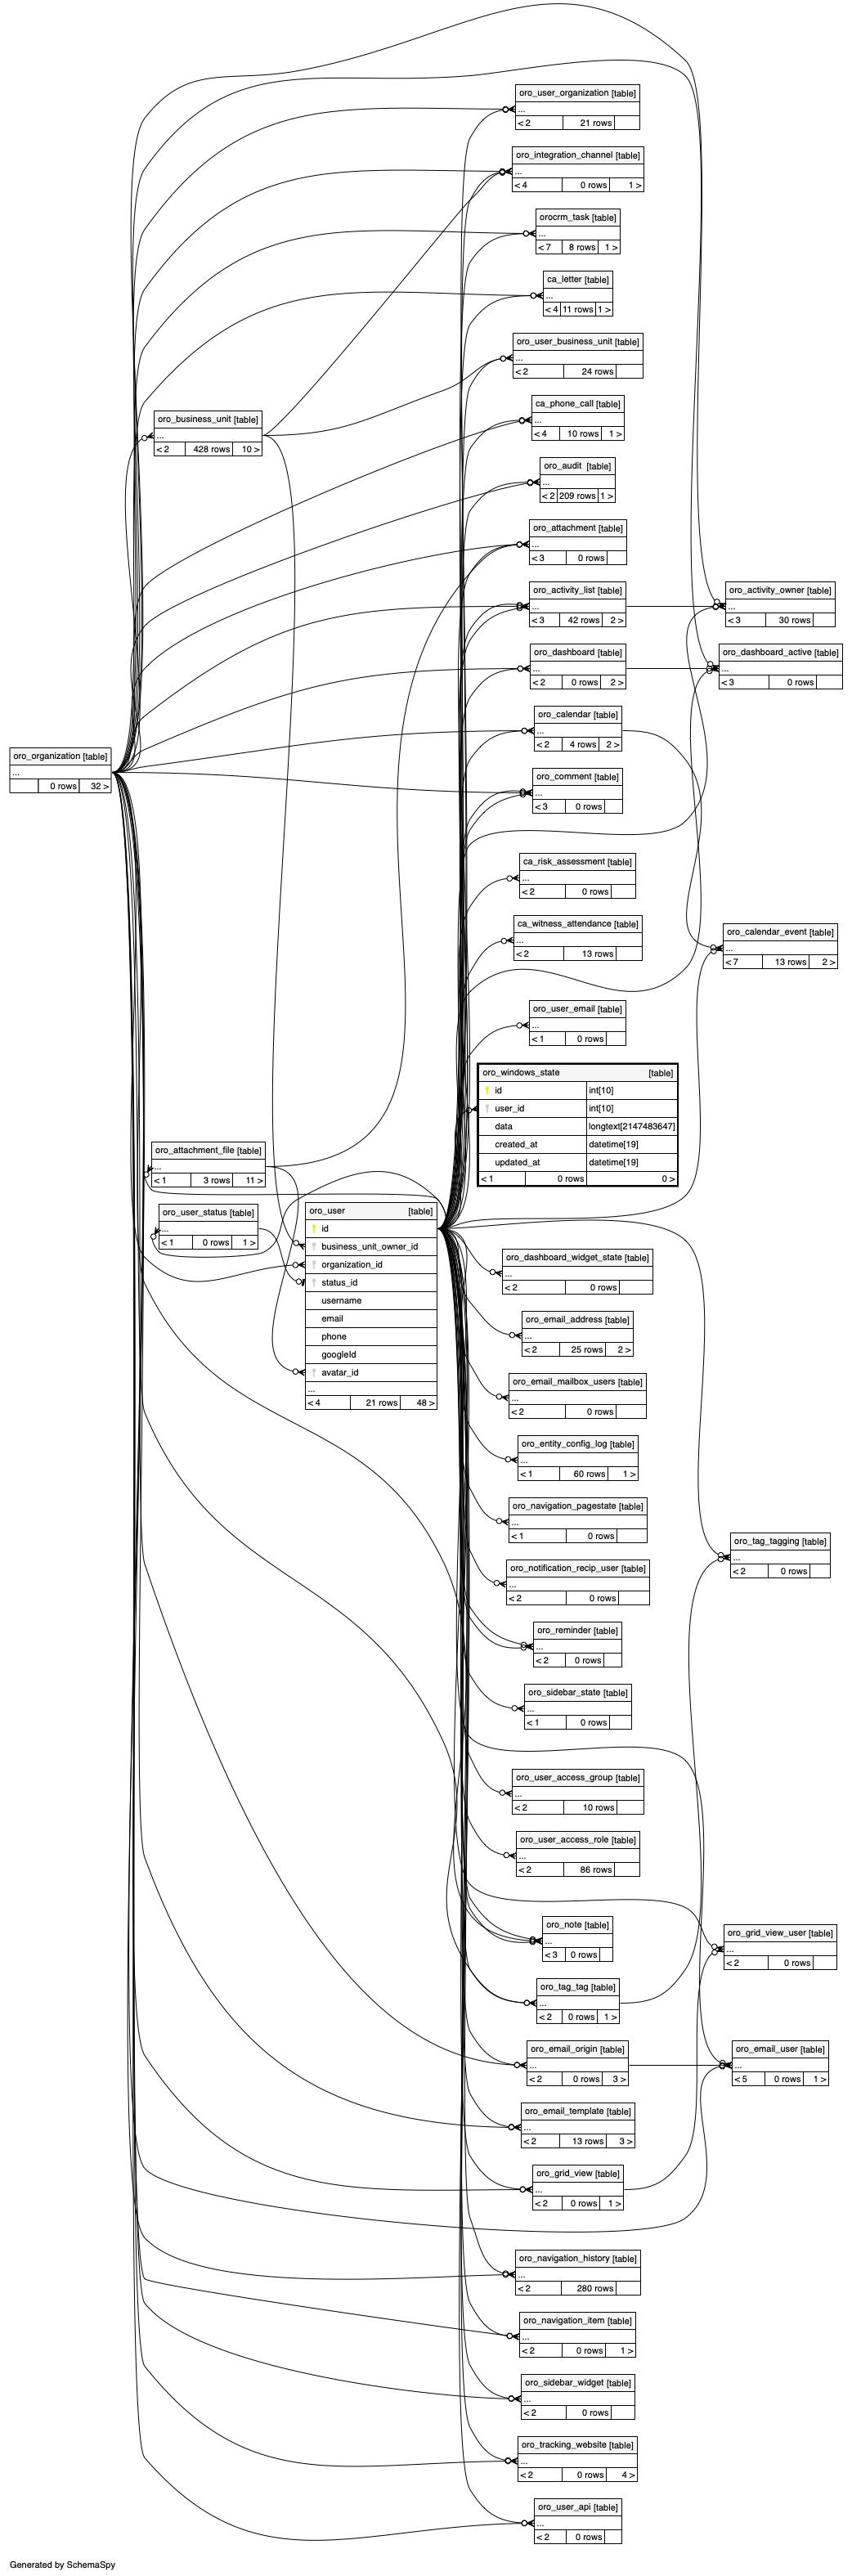 oro_user_organization [table]
...
< 2 21 rows
oro_integration_channel [table]
...
< 4 0 rows 1 >
orocrm_task [table]
...
< 7 8 rows 1 >
ca_letter [table]
...
< 4 11 rows 1 >
oro_user_business_unit [table]
...
< 2 24 rows
ca_phone_call [table]
...
< 4 10 rows 1 >
oro_business_unit [table]
...
< 2 428 rows 10 >
oro_audit [table]
...
< 2 209 rows 1 >
oro_attachment [table]
...
< 3 0 rows
oro_activity_list [table]
...
< 3 42 rows 2 >
oro_activity_owner [table]
...
< 3 30 rows
oro_dashboard [table]
...
< 2 0 rows 2 >
oro_dashboard_active [table]
...
< 3 0 rows
oro_calendar [table]
...
< 2 4 rows 2 >
oro_organization [table]
...
0 rows 32 >
oro_comment [table]
...
< 3 0 rows
ca_risk_assessment [table]
...
< 2 0 rows
ca_witness_attendance [table]
...
< 2 13 rows
oro_calendar_event [table]
...
< 7 13 rows 2 >
oro_user_email [table]
...
< 1 0 rows
oro_windows_state [table]
id int[10]
user_id int[10]
data longtext[2147483647]
created_at datetime[19]
updated_at datetime[19]
< 1 0 rows 0 >
oro_attachment_file [table]
...
< 1 3 rows 11 >
oro_user_status [table]
...
< 1 0 rows 1 >
oro_user [table]
id
business_unit_owner_id
organization_id
status_id
username
email
phone
googleId
avatar_id
...
< 4 21 rows 48 >
oro_dashboard_widget_state [table]
...
< 2 0 rows
oro_email_address [table]
...
< 2 25 rows 2 >
oro_email_mailbox_users [table]
...
< 2 0 rows
oro_entity_config_log [table]
...
< 1 60 rows 1 >
oro_navigation_pagestate [table]
...
< 1 0 rows
oro_tag_tagging [table]
...
< 2 0 rows
oro_notification_recip_user [table]
...
< 2 0 rows
oro_reminder [table]
...
< 2 0 rows
oro_sidebar_state [table]
...
< 1 0 rows
oro_user_access_group [table]
...
< 2 10 rows
oro_user_access_role [table]
...
< 2 86 rows
oro_note [table]
...
< 3 0 rows
oro_grid_view_user [table]
...
< 2 0 rows
oro_tag_tag [table]
...
< 2 0 rows 1 >
oro_email_origin [table]
...
< 2 0 rows 3 >
oro_email_user [table]
...
< 5 0 rows 1 >
oro_email_template [table]
...
< 2 13 rows 3 >
oro_grid_view [table]
...
< 2 0 rows 1 >
oro_navigation_history [table]
...
< 2 280 rows
oro_navigation_item [table]
...
< 2 0 rows 1 >
oro_sidebar_widget [table]
...
< 2 0 rows
oro_tracking_website [table]
...
< 2 0 rows 4 >
oro_user_api [table]
...
< 2 0 rows
Generated by SchemaSpy